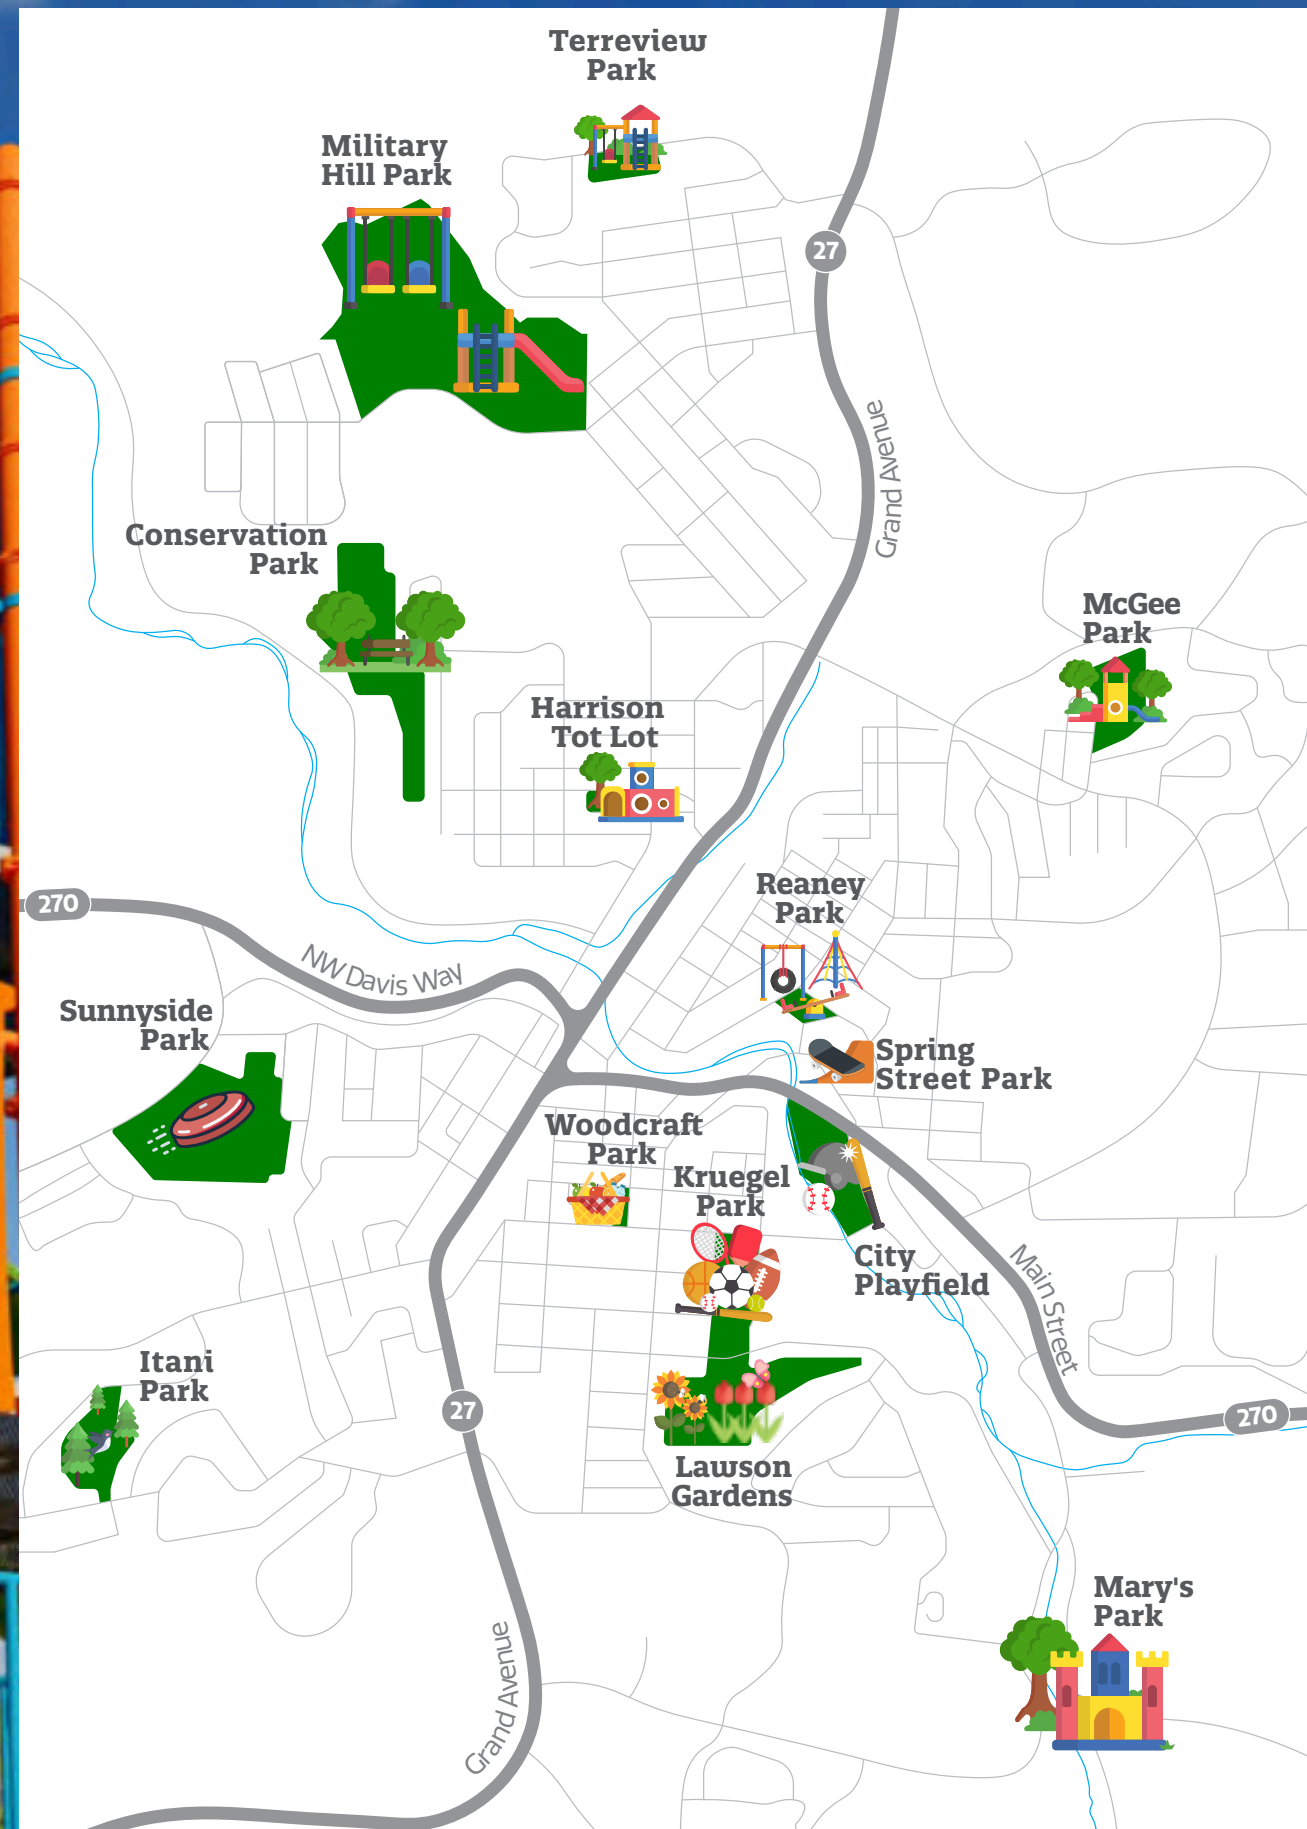 Terreview
Park
Military
Hill Park
27
Grand Avenue
Conservation
Park
McGee
Park
Harrison
Tot Lot
Reaney
Park
270
NW Davis Way
Sunnyside
Park
Spring
Street Park
Woodcraft
Park
Kruegel
Park
City
Playfield
Main Street
Itani
Park
27
270
Lawson
Gardens
Mary's
Park
Grand Avenue